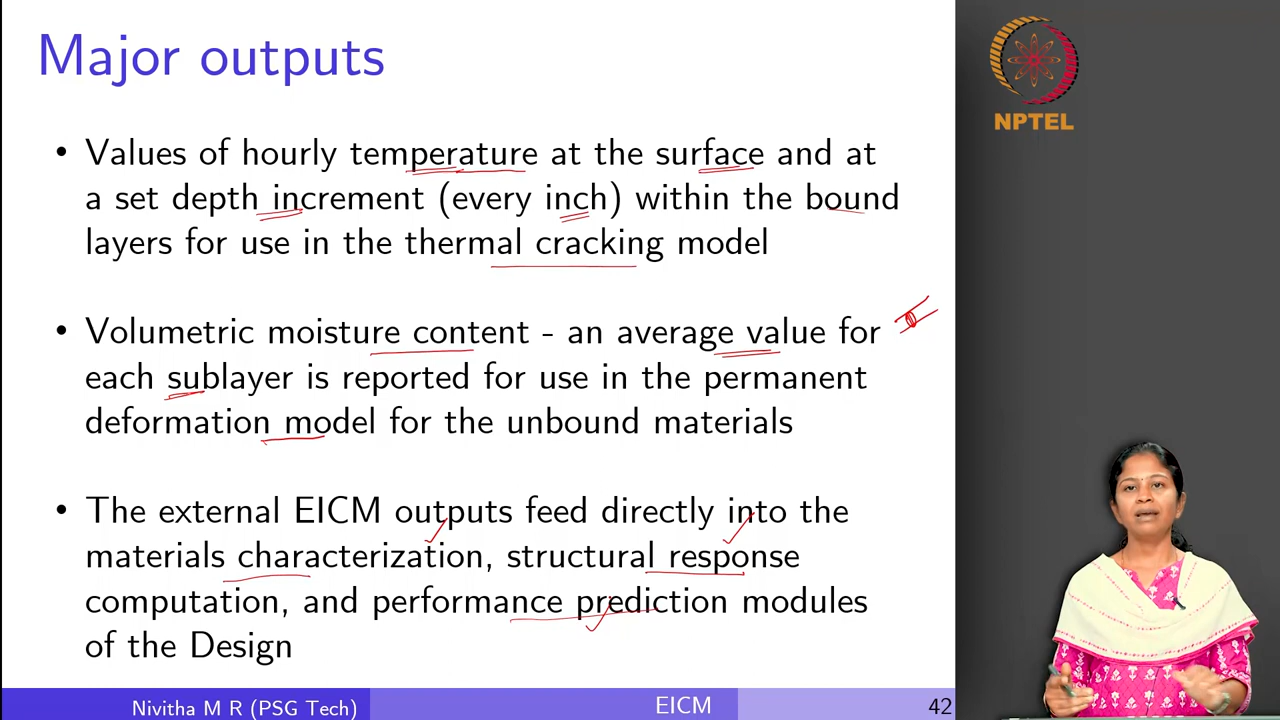 Major outputs
• Values of hourly temperature at the surface and at
a set depth increment (every inch) within the bound
layers for use in the thermal cracking model
• Volumetric moisture content - an average value for
each sublayer is reported for use in the permanent
deformation model for the unbound materials
• The external EICM outputs feed directly into the
materials characterization, structural response
computation, and performance prediction modules
of the Design
NPTEL
Nivitha M R (PSG Tech)
EICM
42